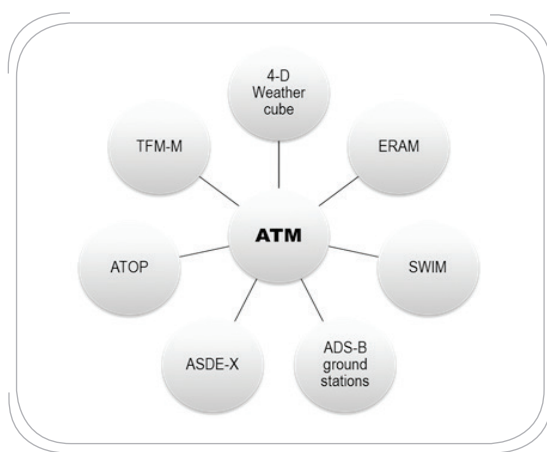 4-D
Weather
cube
TFM-M
ERAM
ATM
ATOP
SWIM
ASDE-X
ADS-B
ground
stations